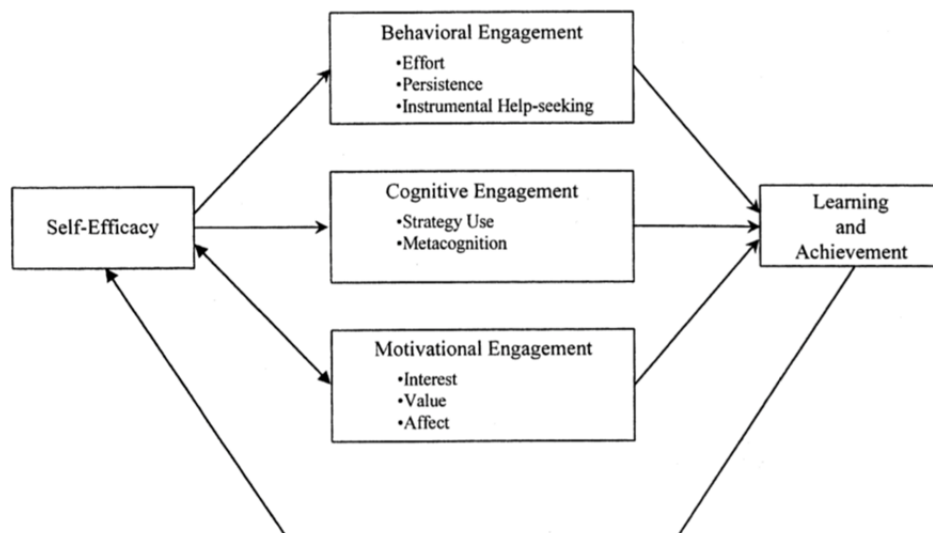 Behavioral Engagement
•Effort
•Persistence
•Instrumental Help-seeking
Self-Efficacy
Cognitive Engagement
•Strategy Use
•Metacognition
Learning
and
Achievement
Motivational Engagement
•Interest
•Value
•Affect